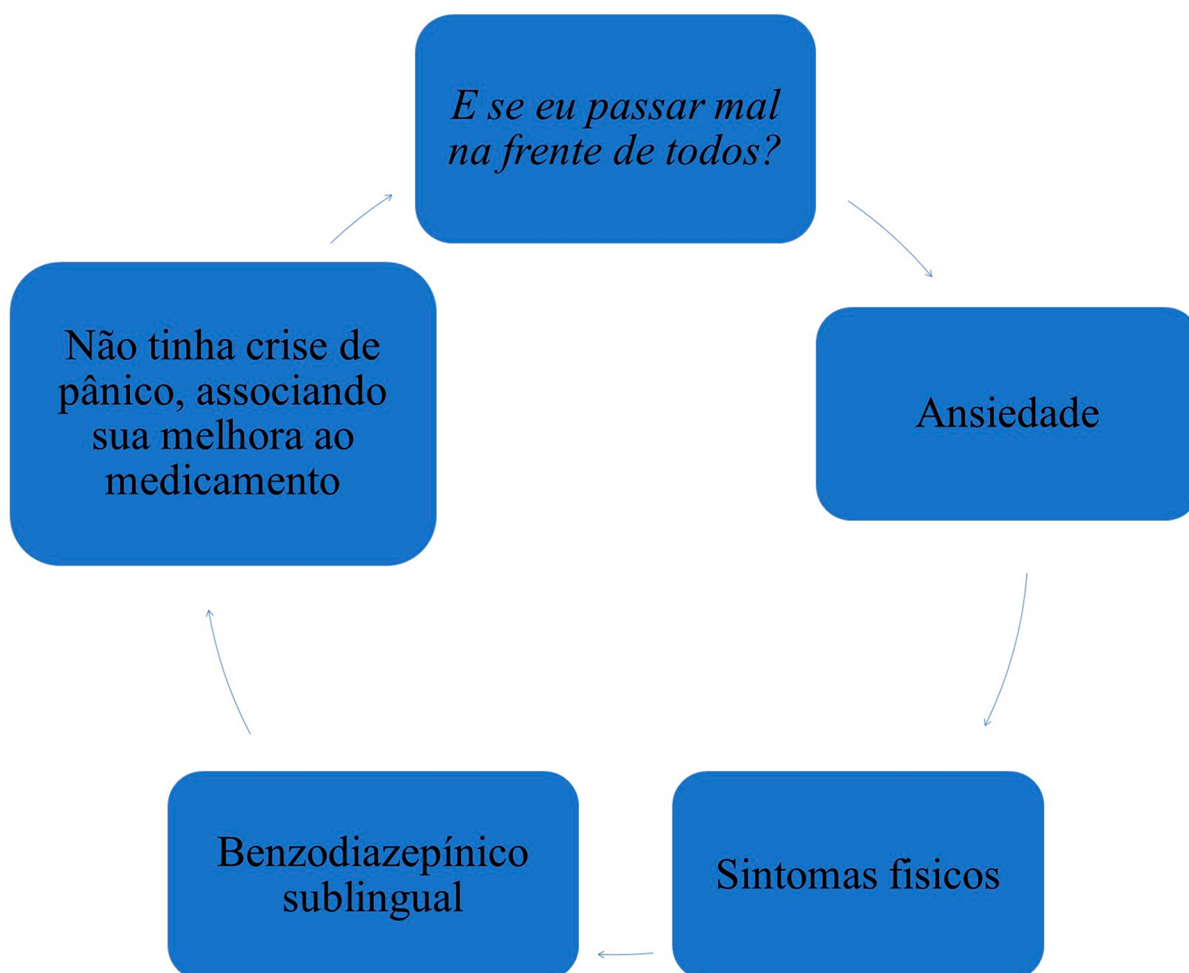 E se eu passar mal
na frente de todos?
Ansiedade
Sintomas físicos
Benzodiazepínico
sublingual
Não tinha crise de
pânico, associando
sua melhora ao
medicamento